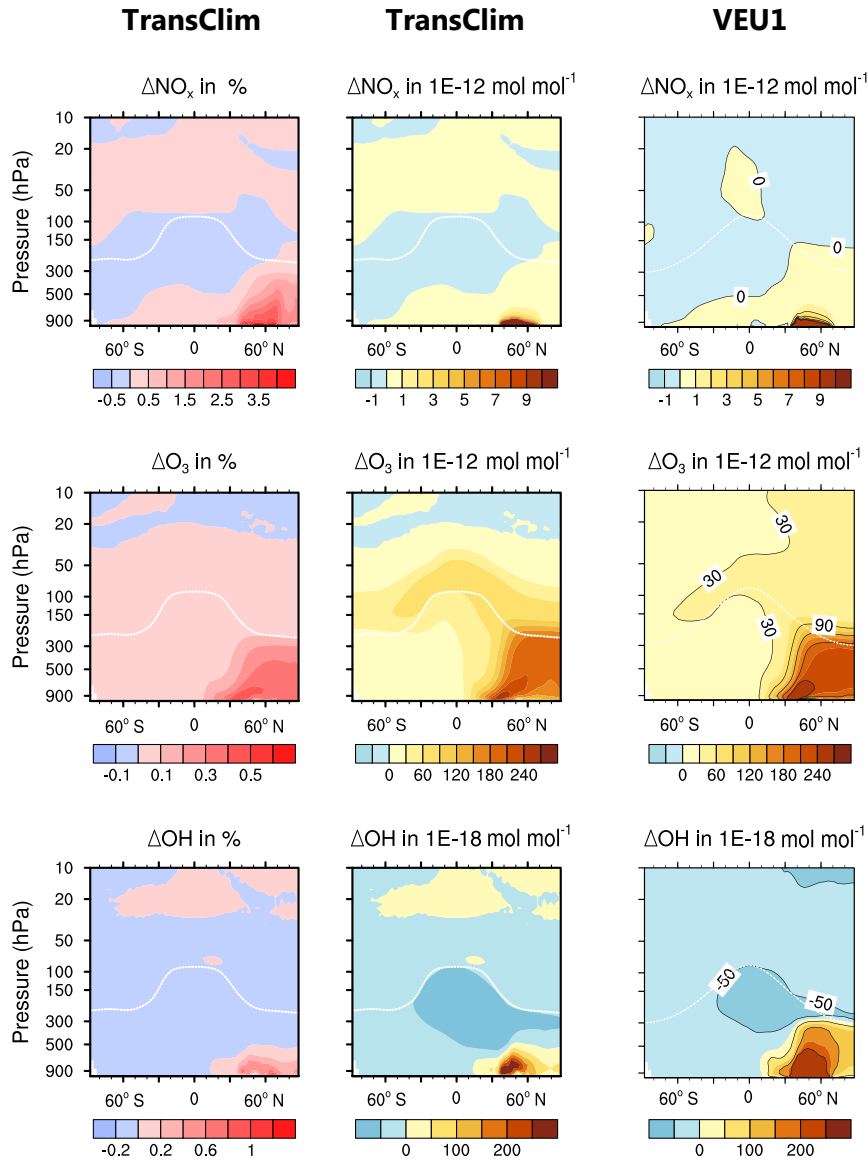 TransClim TransClim VEU1
ΔNOₓ in % ΔNOₓ in 1E-12 mol mol⁻¹ ΔNOₓ in 1E-12 mol mol⁻¹
10
20
50
100
150
300
500
900
Pressure (hPa)
0
0
0
60° S 0 60° N 60° S 0 60° N 60° S 0 60° N
-0.5 0.5 1.5 2.5 3.5 -1 1 3 5 7 9 -1 1 3 5 7 9
ΔO₃ in % ΔO₃ in 1E-12 mol mol⁻¹ ΔO₃ in 1E-12 mol mol⁻¹
10
20
50
100
150
300
500
900
Pressure (hPa)
30
30
30
90
60° S 0 60° N 60° S 0 60° N 60° S 0 60° N
-0.1 0.1 0.3 0.5 0 60 120 180 240 0 60 120 180 240
ΔOH in % ΔOH in 1E-18 mol mol⁻¹ ΔOH in 1E-18 mol mol⁻¹
10
20
50
100
150
300
500
900
Pressure (hPa)
-50
-50
60° S 0 60° N 60° S 0 60° N 60° S 0 60° N
-0.2 0.2 0.6 1 0 100 200 0 100 200